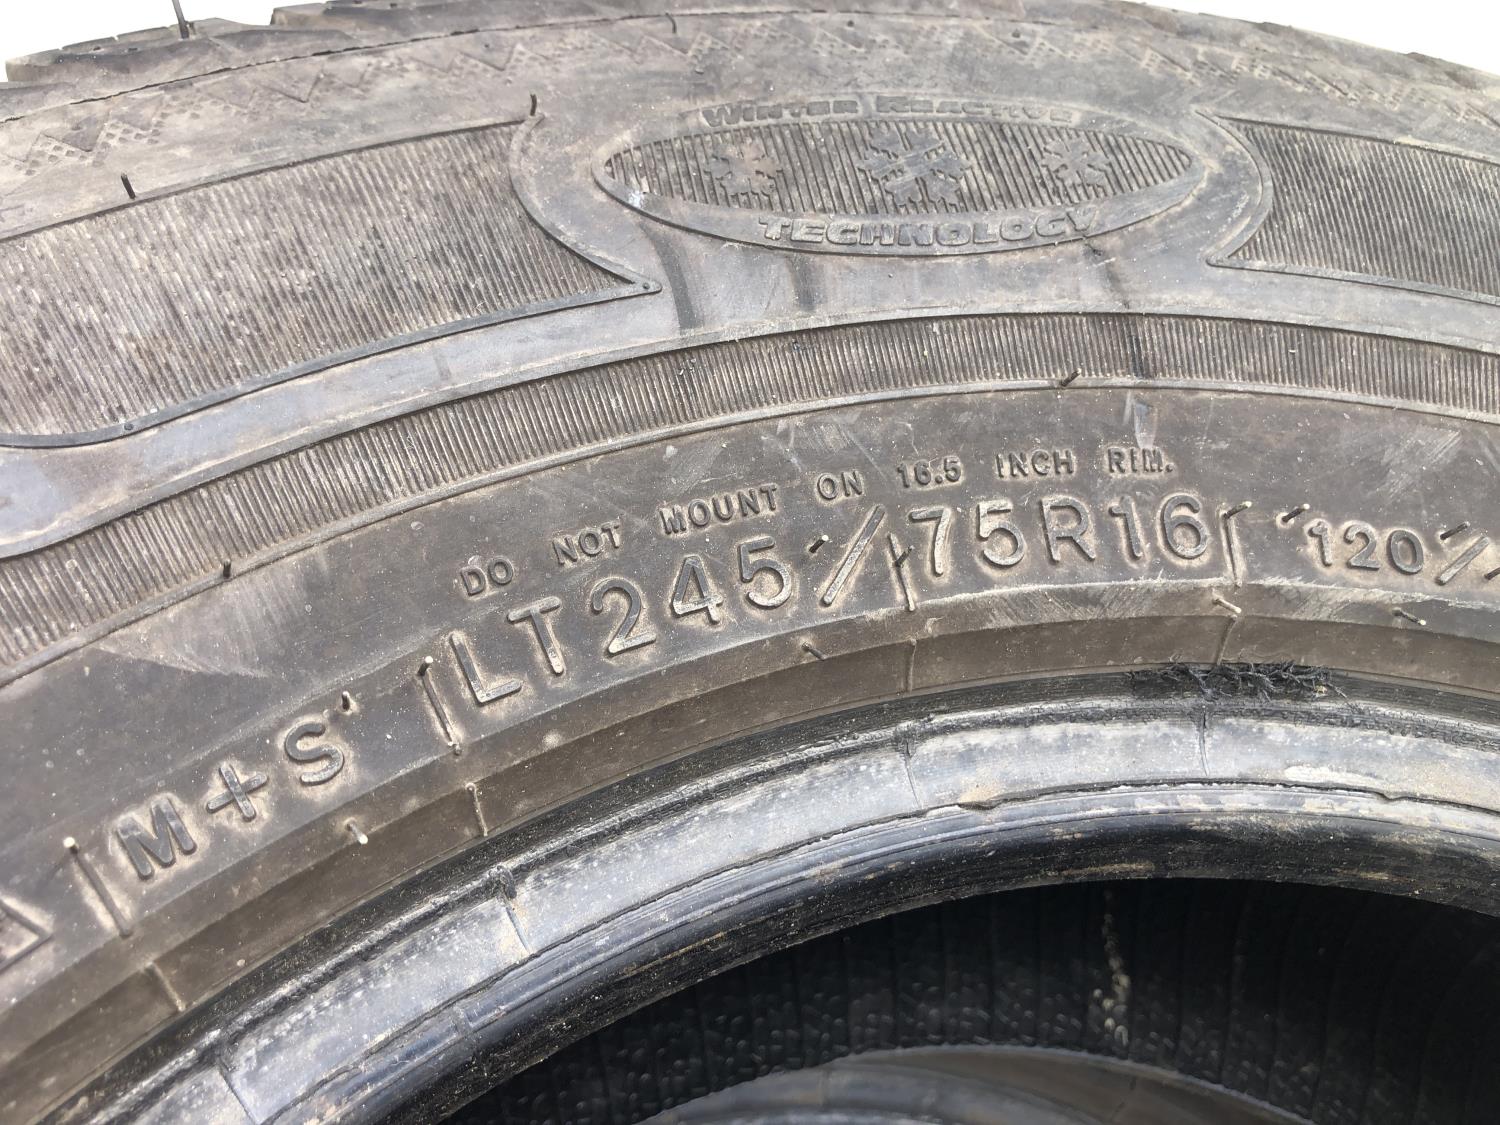 WINTER REACTIVE
TECHNOLOGY
DO NOT MOUNT ON 16.5 INCH RIM.
M+S LT245/75R16 120/